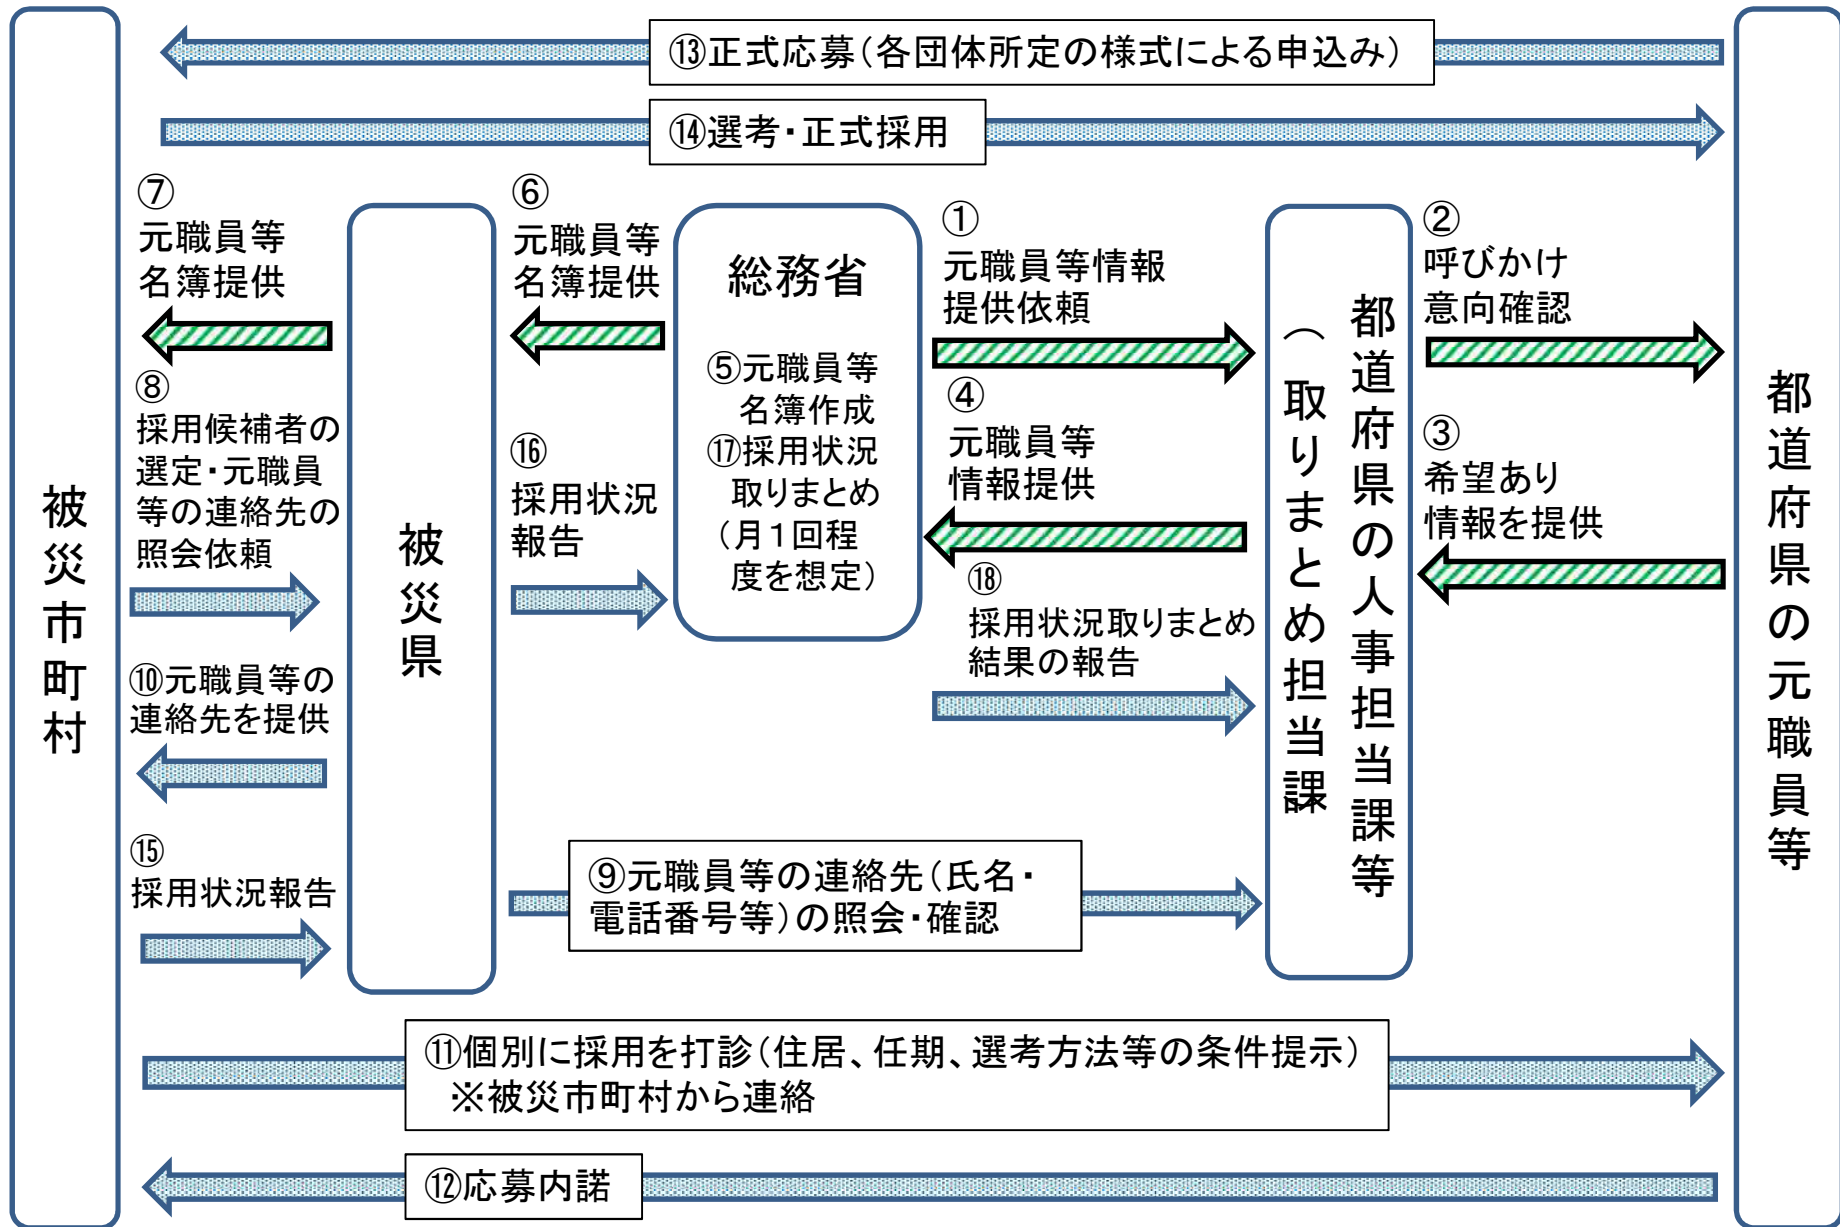 ⑬正式応募（各団体所定の様式による申込み）
⑭選考・正式採用
被災市町村
⑦
元職員等
名簿提供
⑧
採用候補者の
選定・元職員
等の連絡先の
照会依頼
⑩元職員等の
連絡先を提供
⑮
採用状況報告
被災県
⑥
元職員等
名簿提供
⑯
採用状況
報告
総務省
⑤元職員等
名簿作成
⑰採用状況
取りまとめ
（月１回程
度を想定）
①
元職員等情報
提供依頼
④
元職員等
情報提供
⑱
採用状況取りまとめ
結果の報告
都道府県の人事担当課等
（取りまとめ担当課）
②
呼びかけ
意向確認
③
希望あり
情報を提供
都道府県の元職員等
⑨元職員等の連絡先（氏名・
電話番号等）の照会・確認
⑪個別に採用を打診（住居、任期、選考方法等の条件提示）
※被災市町村から連絡
⑫応募内諾